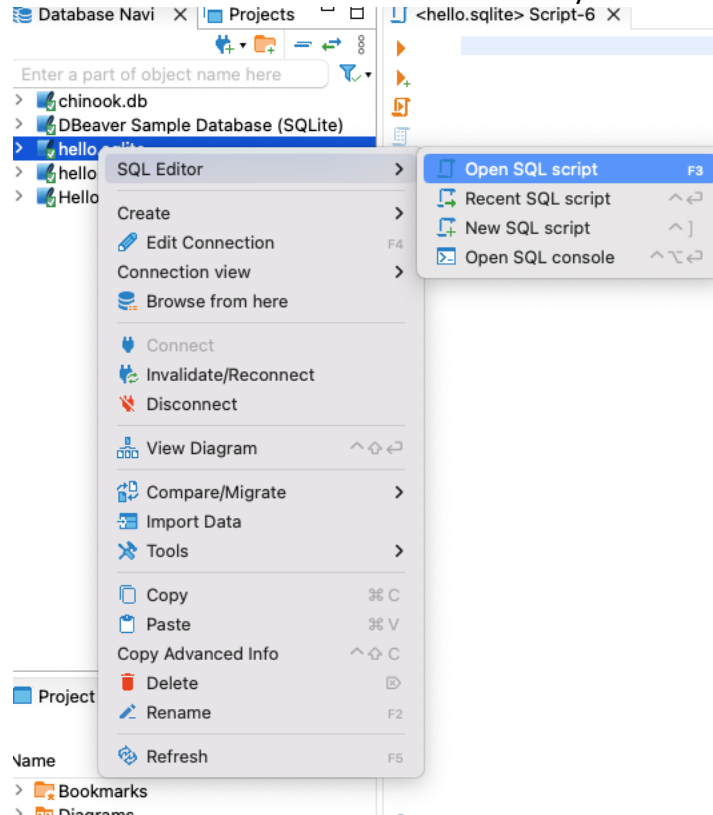 Database Navi
Projects
<hello.sqlite> Script-6
Enter a part of object name here
chinook.db
DBeaver Sample Database (SQLite)
hello.sqlite
hello
Hello
SQL Editor
Create
Edit Connection F4
Connection view
Browse from here
Connect
Invalidate/Reconnect
Disconnect
View Diagram ^⇧↩
Compare/Migrate
Import Data
Tools
Copy ⌘ C
Paste ⌘ V
Copy Advanced Info ^⇧ C
Delete ⌦
Rename F2
Refresh F5
Open SQL script F3
Recent SQL script ^↩
New SQL script ^ ]
Open SQL console ^⌥↩
Project
Name
Bookmarks
Diagrams